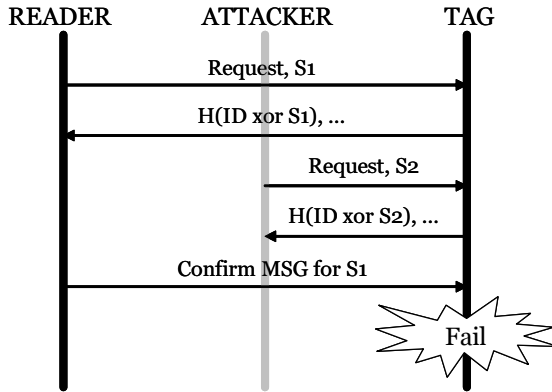 READER ATTACKER TAG
Request, S1
H(ID xor S1), ...
Request, S2
H(ID xor S2), ...
Confirm MSG for S1
Fail